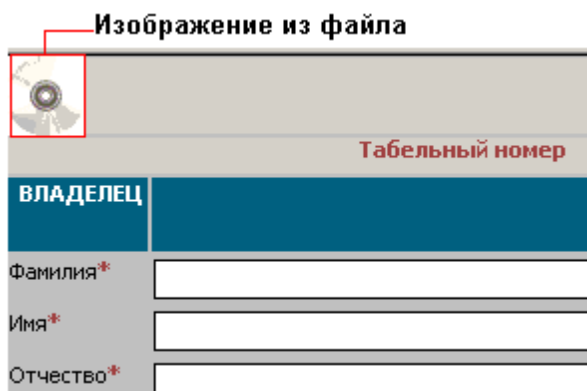 Изображение из файла
Табельный номер
ВЛАДЕЛЕЦ
Фамилия*
Имя*
Отчество*